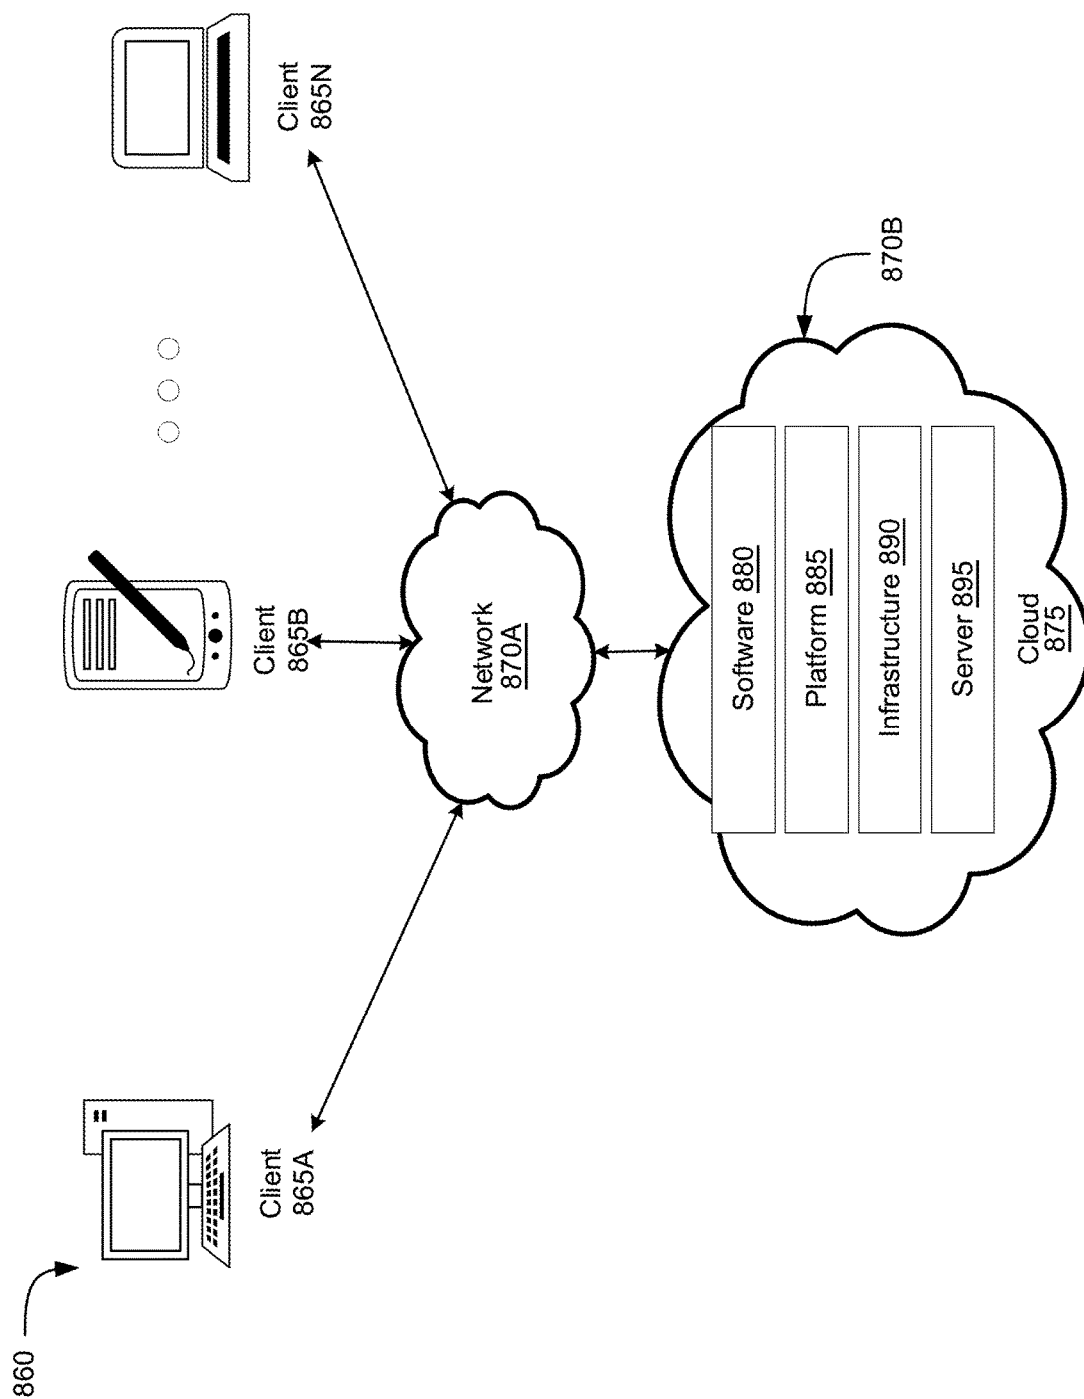 860
Client
865A
Client
865B
Client
865N
Network
870A
870B
Software 880
Platform 885
Infrastructure 890
Server 895
Cloud
875